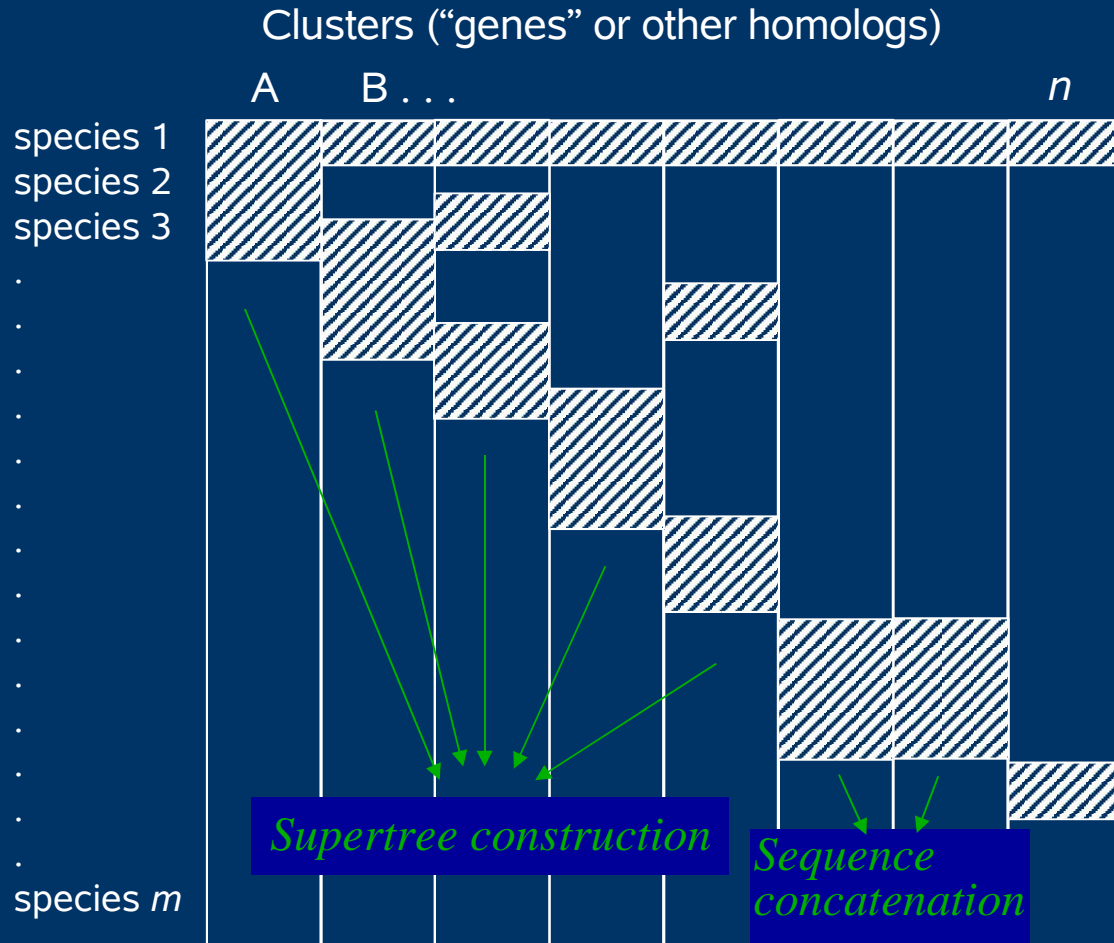 Clusters (“genes” or other homologs)
A B . . . n
species 1
species 2
species 3
.
.
.
.
.
.
.
.
.
.
.
.
.
.
species m
Supertree construction
Sequence
concatenation